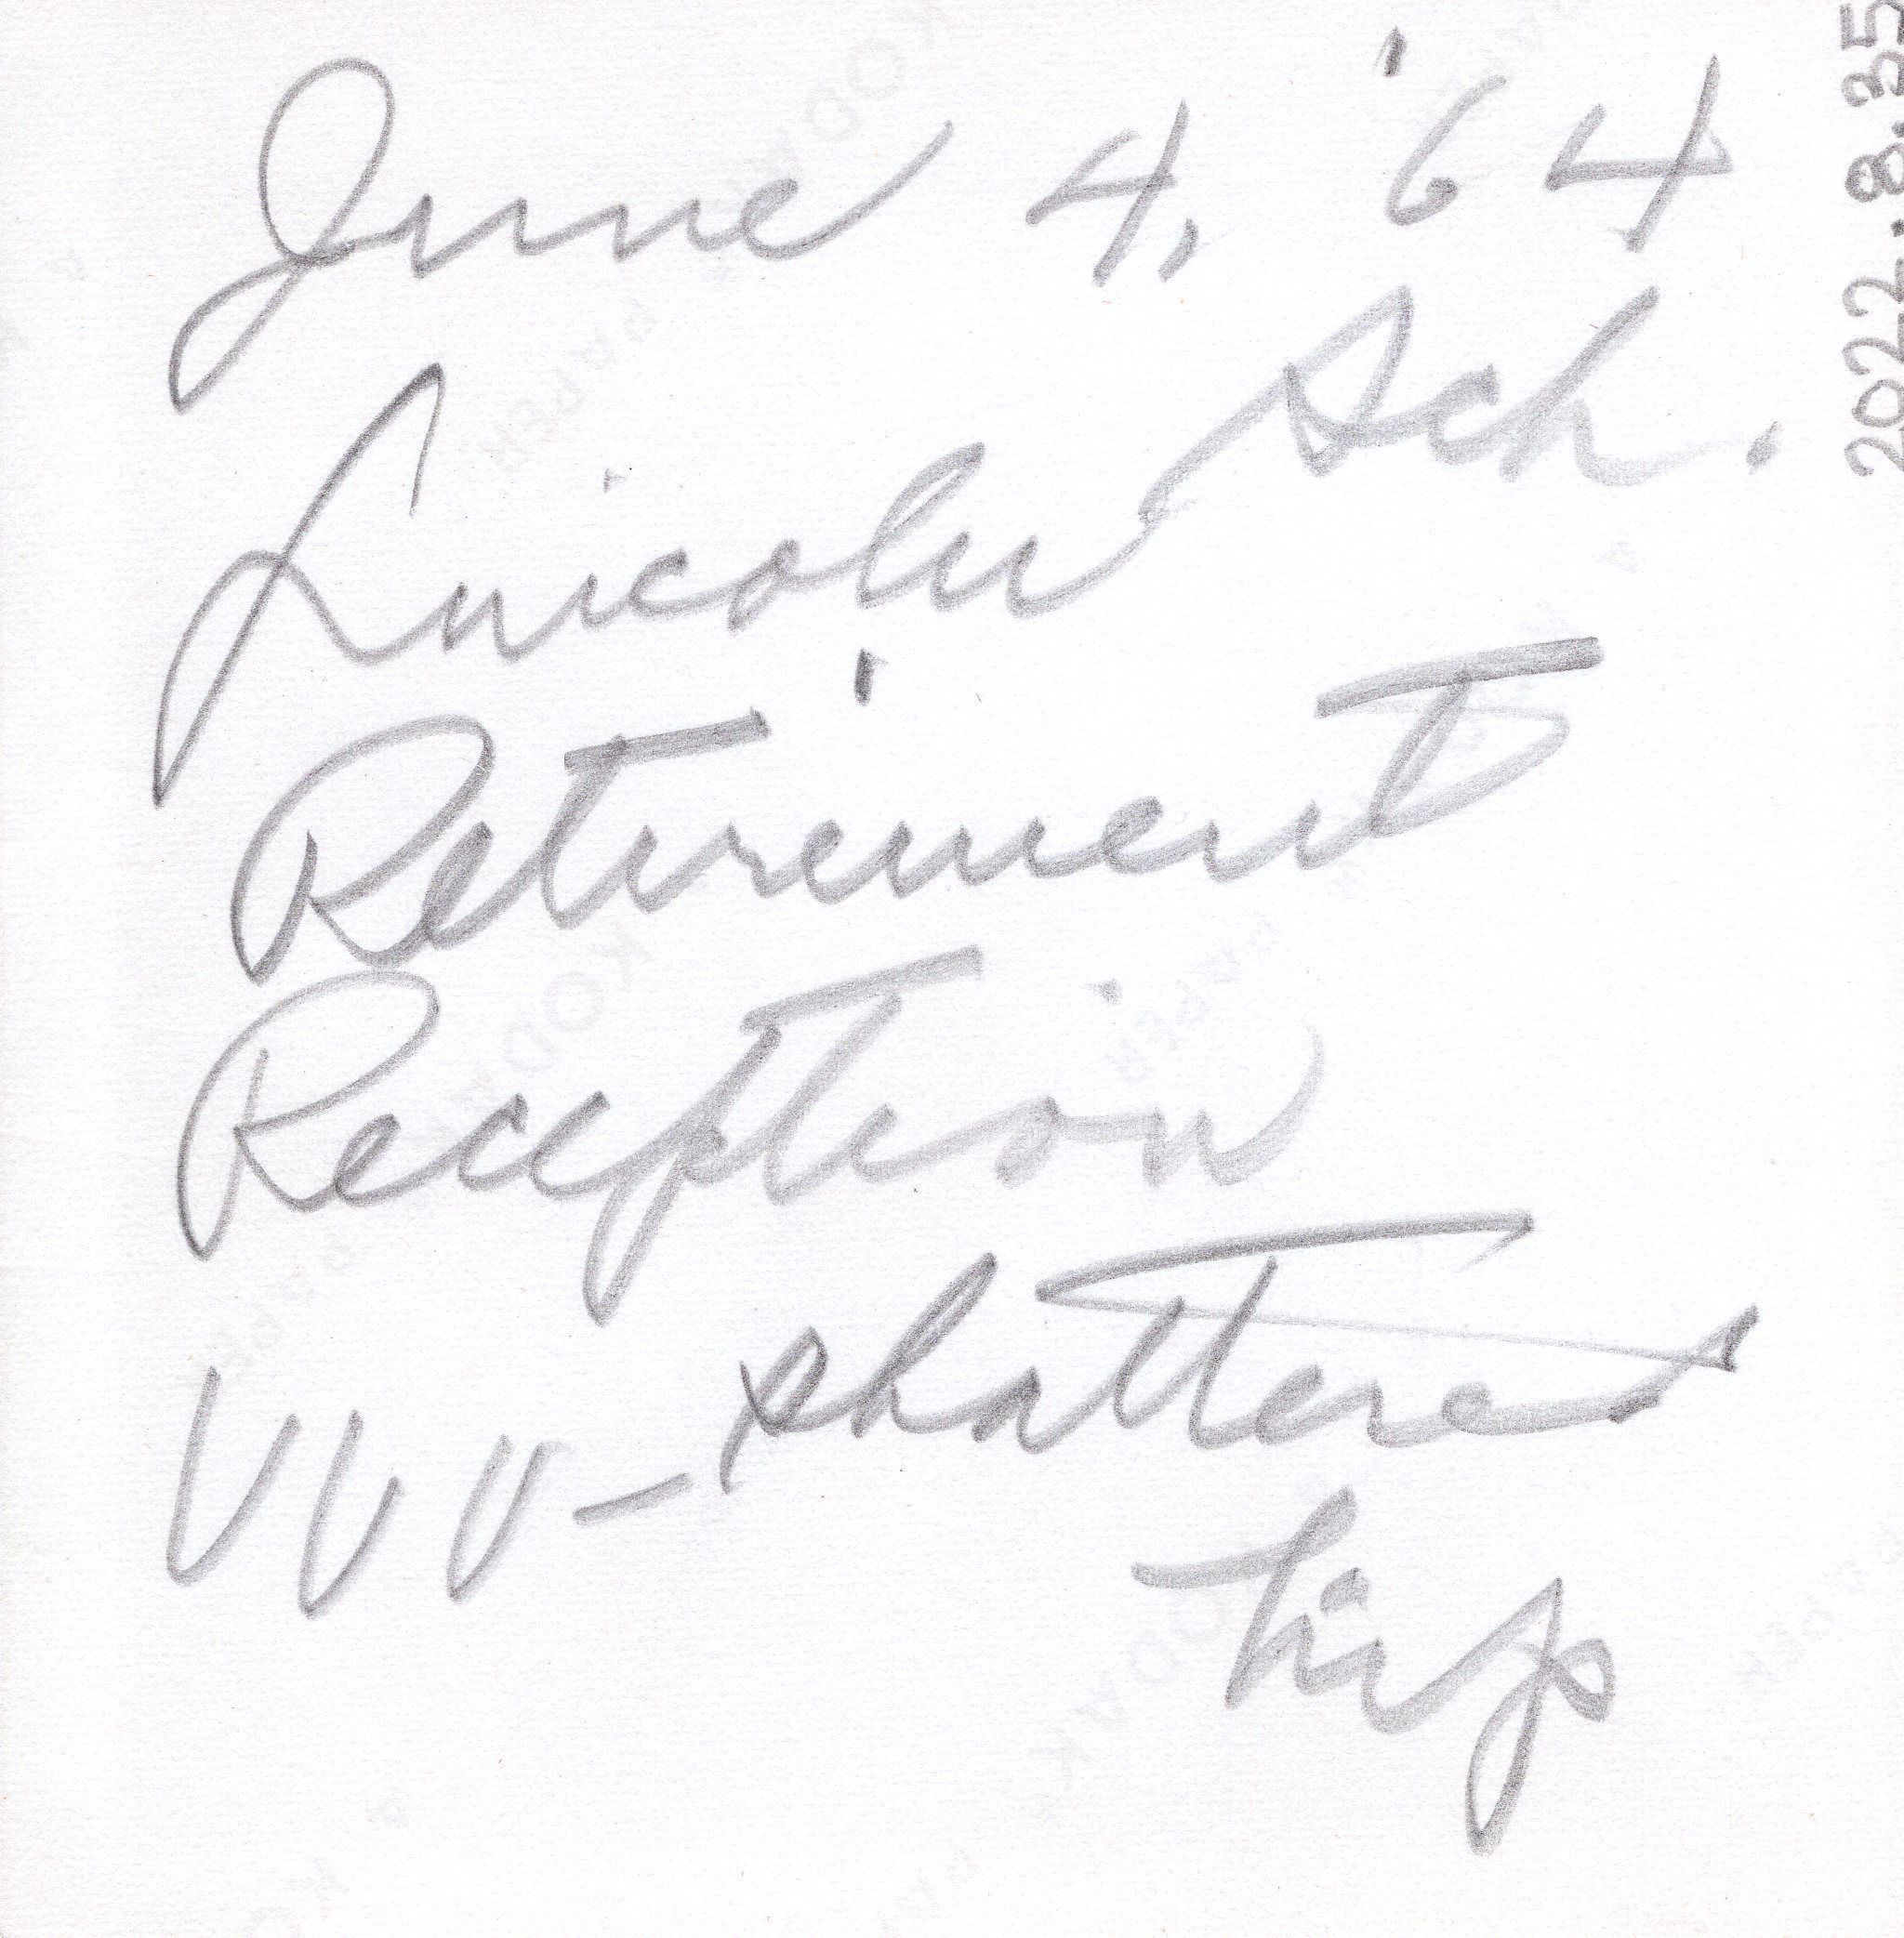 June 4, '64
Lincoln Sch.
Retirement
Reception
VVV - shattered
hip
2022.8.35